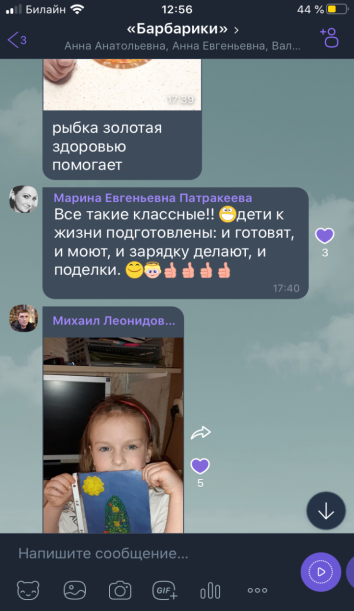 Билайн
12:56
44 %
3
«Барбарики» >
Анна Анатольевна, Анна Евгеньевна, Вал...
17:39
рыбка золотая
здоровью
помогает
Марина Евгеньевна Патракеева
Все такие классные!! дети к
жизни подготовлены: и готовят,
и моют, и зарядку делают, и
поделки.
3
17:40
Михаил Леонидов...
5
Напишите сообщение...
GIF+